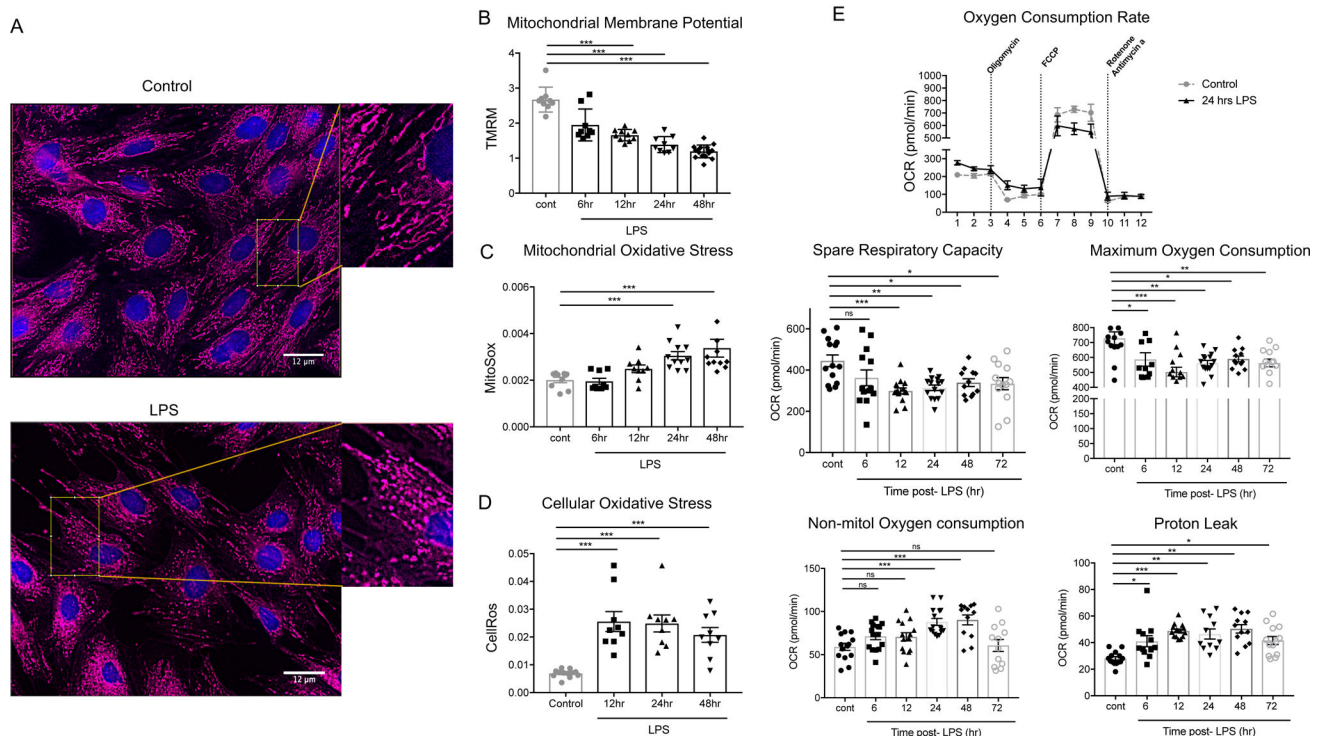 A
Control
12 µm
LPS
12 µm
B
Mitochondrial Membrane Potential
***
***
***
TMRM
4
3
2
1
0
cont
6hr
12hr
24hr
48hr
LPS
C
Mitochondrial Oxidative Stress
***
***
MitoSox
0.006
0.004
0.002
0.000
cont
6hr
12hr
24hr
48hr
LPS
D
Cellular Oxidative Stress
***
***
***
CellRos
0.05
0.04
0.03
0.02
0.01
0.00
Control
12hr
24hr
48hr
LPS
E
Oxygen Consumption Rate
Oligomycin
FCCP
Rotenone
Antimycin a
Control
24 hrs LPS
OCR (pmol/min)
1000
900
800
700
600
500
300
200
100
0
1 2 3 4 5 6 7 8 9 10 11 12
Spare Respiratory Capacity
*
*
**
***
ns
OCR (pmol/min)
600
400
200
0
cont 6 12 24 48 72
Time post- LPS (hr)
Maximum Oxygen Consumption
**
*
**
***
*
OCR (pmol/min)
800
700
600
500
400
200
150
100
50
0
cont 6 12 24 48 72
Time post- LPS (hr)
Non-mitol Oxygen consumption
ns
***
***
ns
ns
OCR (pmol/min)
150
100
50
0
cont 6 12 24 48 72
Time post- LPS (hr)
Proton Leak
*
**
**
***
*
OCR (pmol/min)
100
80
60
40
20
0
cont 6 12 24 48 72
Time post- LPS (hr)